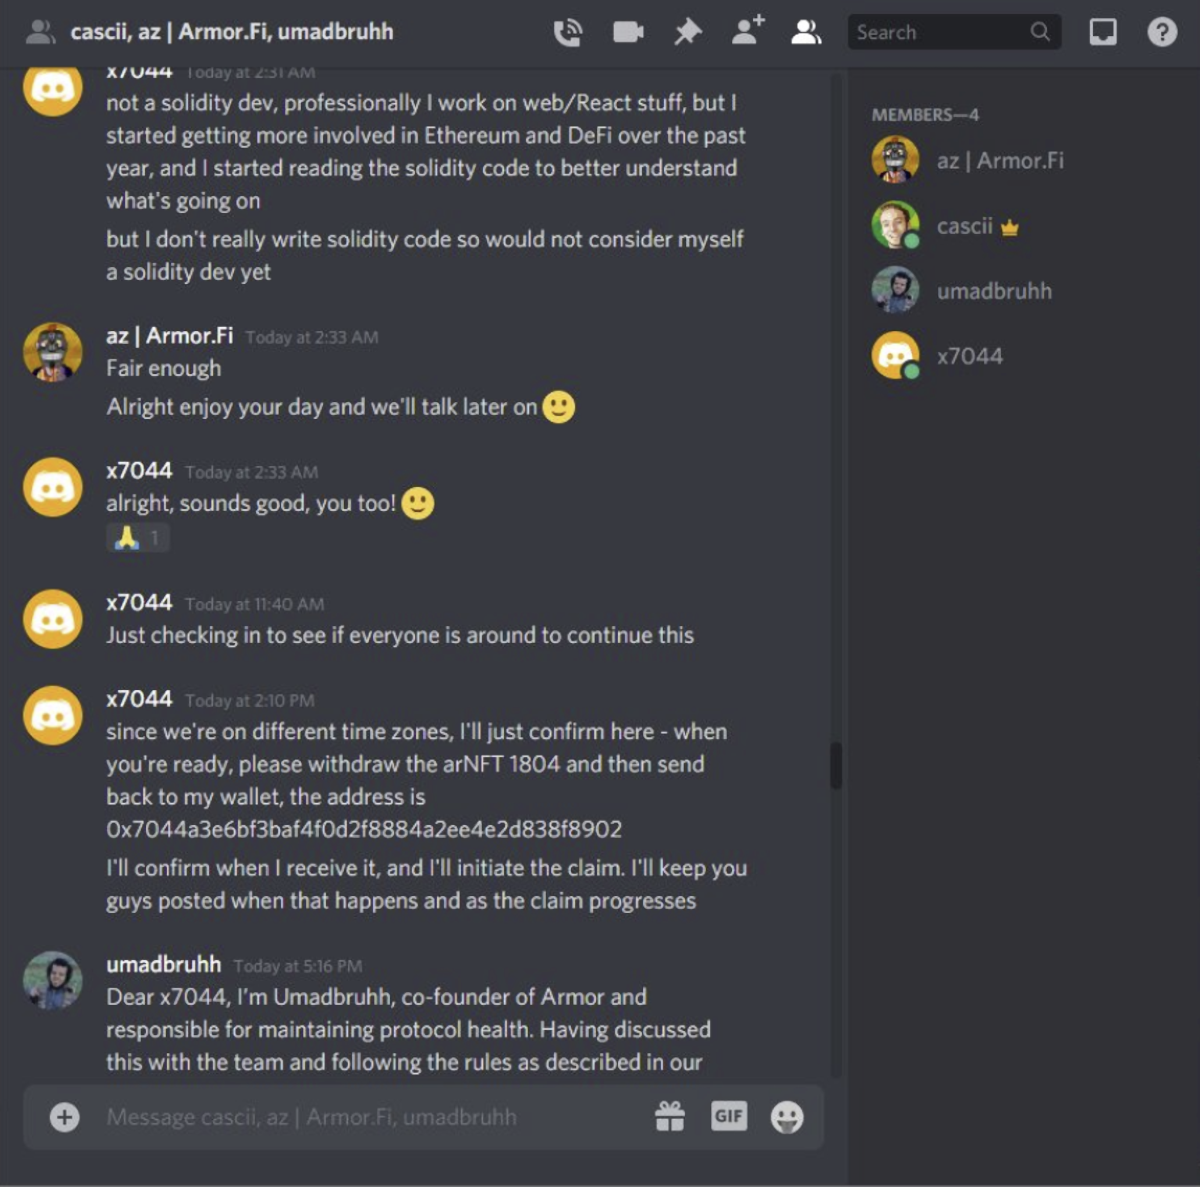 cascii, az | Armor.Fi, umadbruhh
Search
x7044 Today at 2:31 AM
not a solidity dev, professionally I work on web/React stuff, but I
started getting more involved in Ethereum and DeFi over the past
year, and I started reading the solidity code to better understand
what's going on
but I don't really write solidity code so would not consider myself
a solidity dev yet
az | Armor.Fi Today at 2:33 AM
Fair enough
Alright enjoy your day and we'll talk later on
x7044 Today at 2:33 AM
alright, sounds good, you too!
1
x7044 Today at 11:40 AM
Just checking in to see if everyone is around to continue this
x7044 Today at 2:10 PM
since we're on different time zones, I'll just confirm here - when
you're ready, please withdraw the arNFT 1804 and then send
back to my wallet, the address is
0x7044a3e6bf3baf4f0d2f8884a2ee4e2d838f8902
I'll confirm when I receive it, and I'll initiate the claim. I'll keep you
guys posted when that happens and as the claim progresses
umadbruhh Today at 5:16 PM
Dear x7044, I'm Umadbruhh, co-founder of Armor and
responsible for maintaining protocol health. Having discussed
this with the team and following the rules as described in our
Message cascii, az | Armor.Fi, umadbruhh
GIF
MEMBERS—4
az | Armor.Fi
cascii
umadbruhh
x7044